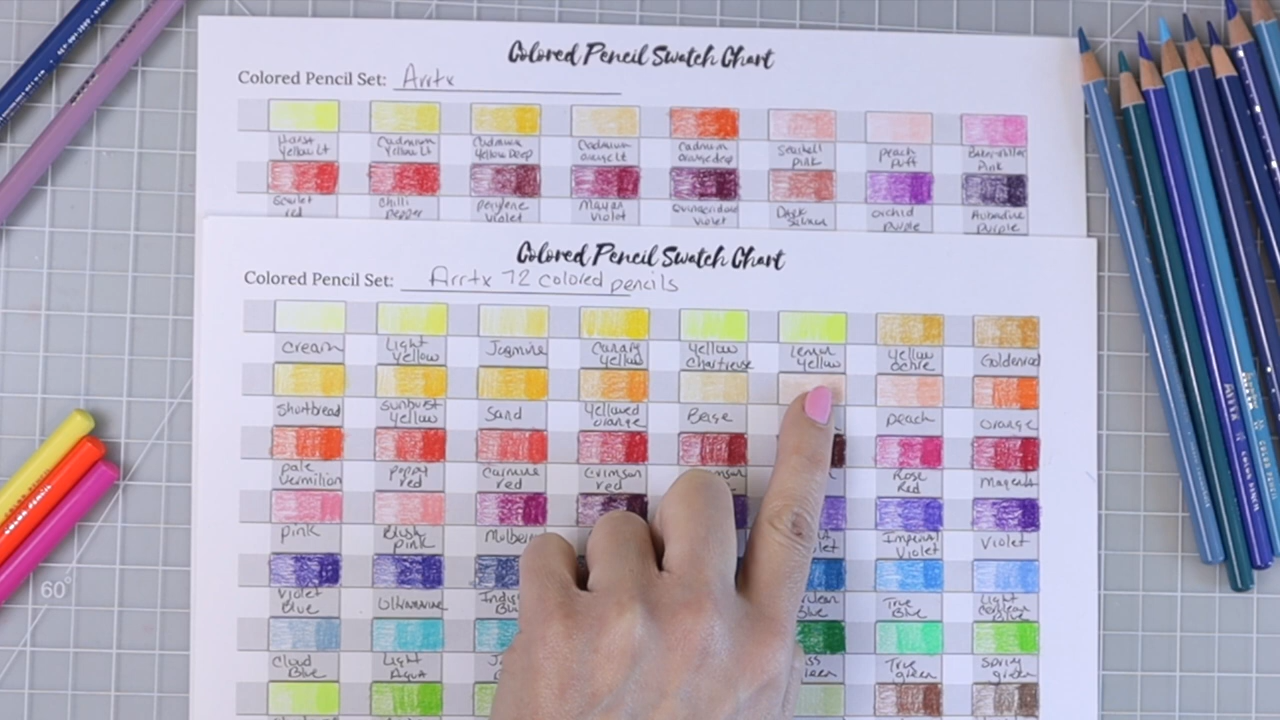 Colored Pencil Swatch Chart
Colored Pencil Set: Arrtx
Yellow Lt Cadmium Yellow Lt Cadmium Yellow Deep Cadmium Orange Lt Cadmium Orange deep Seashell Pink Peach Puff Pink
Scarlet red Chilli pepper Perylene Violet Mayan Violet Quinacridone Violet Dark Salmon Orchid purple Aubadine Purple
Colored Pencil Swatch Chart
Colored Pencil Set: Arrtx 72 colored pencils
Cream Light Yellow Jasmine Canary Yellow Yellow Chartreuse Lemon Yellow Yellow Ochre Goldenrod
Shortbread Sunburst Yellow Sand Yellowed Orange Beige Peach Orange
Pale Vermilion Poppy Red Carmine red Crimson red Rose Red Magenta
Pink Blush Pink Imperial Violet Violet
Violet Blue Ultramarine True Blue Light Cerulean Blue
Cloud Blue Light Aqua True green Spring green
60°